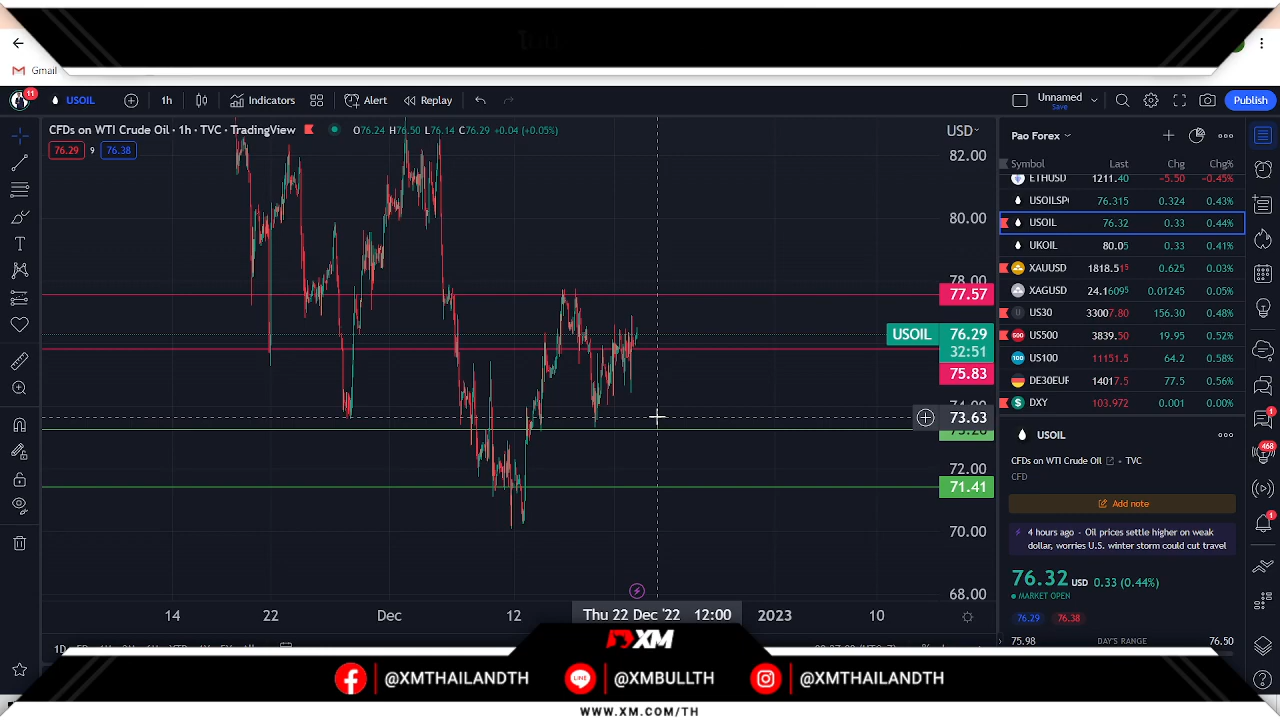 Gmail
11
USOIL
1h
Indicators
Alert
Replay
Unnamed
Save
Publish
CFDs on WTI Crude Oil · 1h · TVC · TradingView
O76.24 H76.50 L76.14 C76.29 +0.04 (+0.05%)
76.29 9 76.38
USD
82.00
80.00
78.00
77.57
USOIL 76.29
32:51
75.83
73.63
72.00
71.41
70.00
68.00
14
22
Dec
12
Thu 22 Dec '22 12:00
2023
10
Pao Forex
Symbol Last Chg Chg%
ETHUSD 1211.40 -5.50 -0.45%
USOILSP 76.315 0.324 0.43%
USOIL 76.32 0.33 0.44%
UKOIL 80.05 0.33 0.41%
XAUUSD 1818.515 0.625 0.03%
XAGUSD 24.16095 0.01245 0.05%
US30 33007.80 156.30 0.48%
US500 3839.50 19.95 0.52%
US100 11151.5 64.2 0.58%
DE30EUR 14017.5 77.5 0.56%
DXY 103.972 0.001 0.00%
USOIL
CFDs on WTI Crude Oil · TVC
CFD
Add note
4 hours ago · Oil prices settle higher on weak
dollar, worries U.S. winter storm could cut travel
76.32 USD 0.33 (0.44%)
MARKET OPEN
76.29 76.38
75.98 DAY'S RANGE 76.50
1
468
1
XM
@XMTHAILANDTH
LINE
@XMBULLTH
@XMTHAILANDTH
WWW.XM.COM/TH